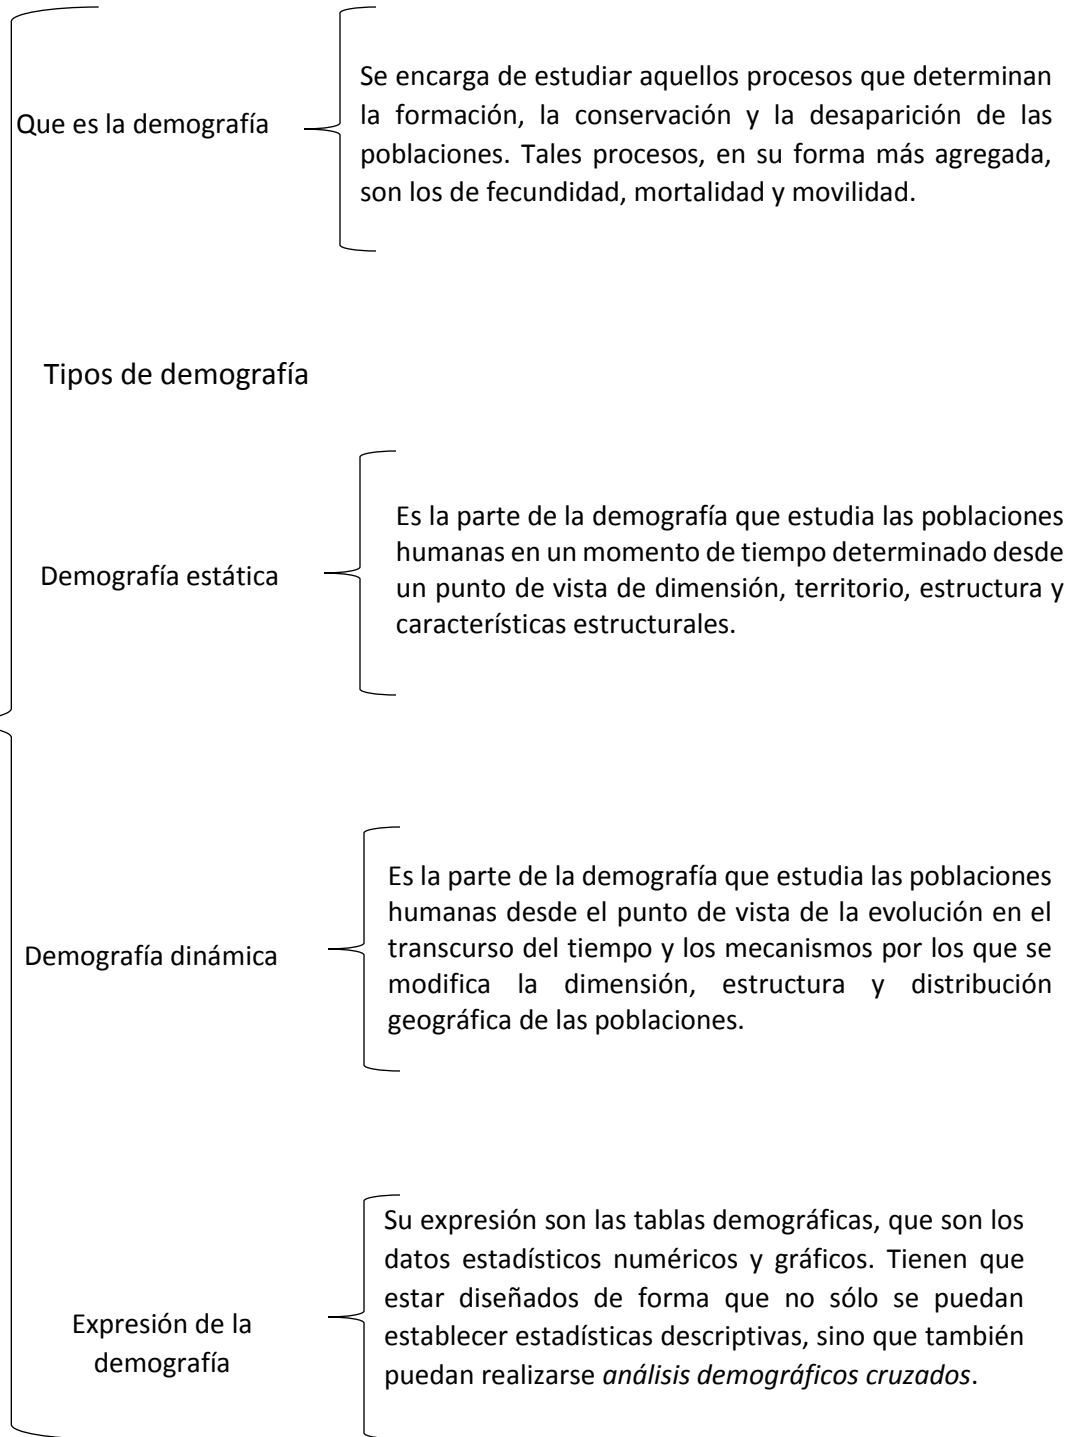 Que es la demografía
Se encarga de estudiar aquellos procesos que determinan
la formación, la conservación y la desaparición de las
poblaciones. Tales procesos, en su forma más agregada,
son los de fecundidad, mortalidad y movilidad.
Tipos de demografía
Demografía estática
Es la parte de la demografía que estudia las poblaciones
humanas en un momento de tiempo determinado desde
un punto de vista de dimensión, territorio, estructura y
características estructurales.
Demografía dinámica
Es la parte de la demografía que estudia las poblaciones
humanas desde el punto de vista de la evolución en el
transcurso del tiempo y los mecanismos por los que se
modifica la dimensión, estructura y distribución
geográfica de las poblaciones.
Expresión de la
demografía
Su expresión son las tablas demográficas, que son los
datos estadísticos numéricos y gráficos. Tienen que
estar diseñados de forma que no sólo se puedan
establecer estadísticas descriptivas, sino que también
puedan realizarse análisis demográficos cruzados.